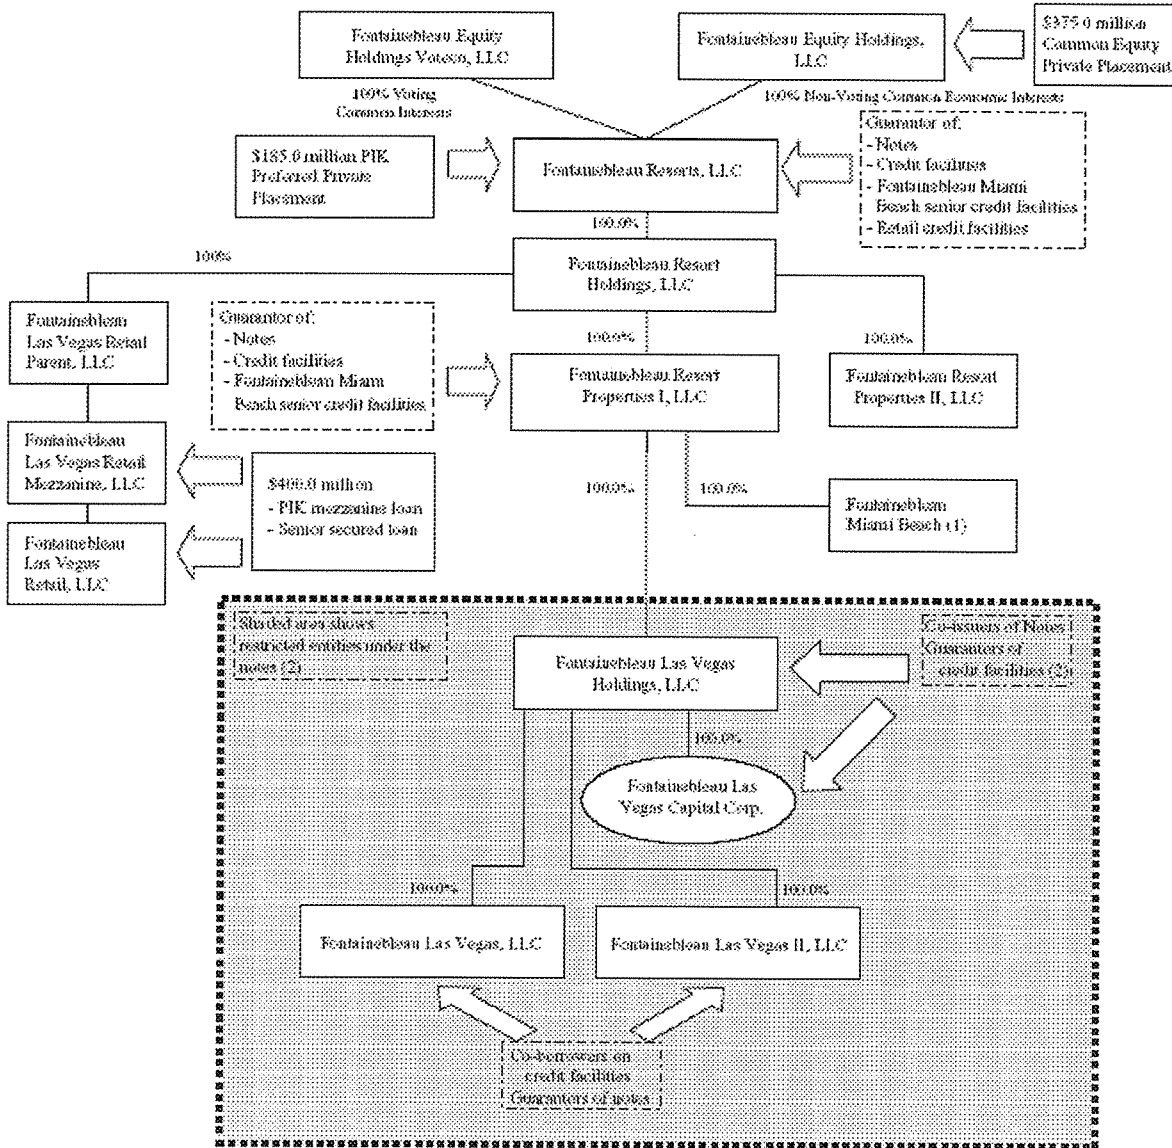 Fontainebleau Equity
Holdings Voteco, LLC
Fontainebleau Equity Holdings,
LLC
$375.0 million
Common Equity
Private Placement
100% Voting
Common Interests
100% Non-Voting Common Economic Interests
$185.0 million PIK
Preferred Private
Placement
Fontainebleau Resorts, LLC
Guarantor of:
- Notes
- Credit facilities
- Fontainebleau Miami
Beach senior credit facilities
- Retail credit facilities
100.0%
100%
Fontainebleau Resort
Holdings, LLC
Fontainebleau
Las Vegas Retail
Parent, LLC
Guarantor of:
- Notes
- Credit facilities
- Fontainebleau Miami
Beach senior credit facilities
100.0%
Fontainebleau Resort
Properties I, LLC
100.0%
Fontainebleau Resort
Properties II, LLC
Fontainebleau
Las Vegas Retail
Mezzanine, LLC
$400.0 million
- PIK mezzanine loan
- Senior secured loan
100.0%
100.0%
Fontainebleau
Miami Beach (1)
Fontainebleau
Las Vegas
Retail, LLC
Shaded area shows
restricted entities under the
notes (2)
Fontainebleau Las Vegas
Holdings, LLC
Co-issuers of Notes
Guarantors of
credit facilities (2)
100.0%
Fontainebleau Las
Vegas Capital Corp.
100.0%
100.0%
Fontainebleau Las Vegas, LLC
Fontainebleau Las Vegas II, LLC
Co-borrowers on
credit facilities
Guarantors of notes